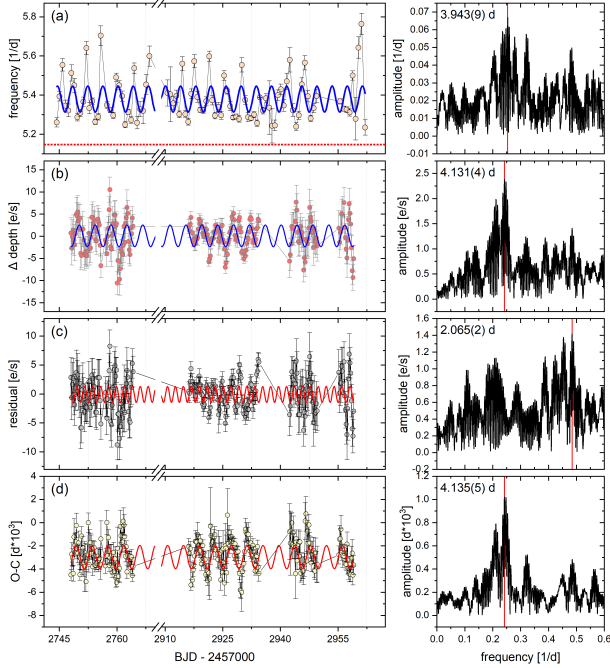 (a)
frequency [1/d]
5.8
5.6
5.4
5.2
amplitude [1/d]
0.07
0.06
0.05
0.04
0.03
0.02
0.01
0.00
-0.01
3.943(9) d
(b)
Δ depth [e/s]
15
10
5
0
-5
-10
-15
amplitude [e/s]
2.5
2.0
1.5
1.0
0.5
0.0
4.131(4) d
(c)
residual [e/s]
10
5
0
-5
-10
amplitude [e/s]
1.6
1.4
1.2
1.0
0.8
0.6
0.4
0.2
0.0
-0.2
2.065(2) d
(d)
O-C [d*10³]
4
2
0
-2
-4
-6
-8
2745 2760 2910 2925 2940 2955
BJD - 2457000
amplitude [d*10³]
1.0
0.8
0.6
0.4
0.2
0.0
4.135(5) d
0.0 0.1 0.2 0.3 0.4 0.5 0.6
frequency [1/d]